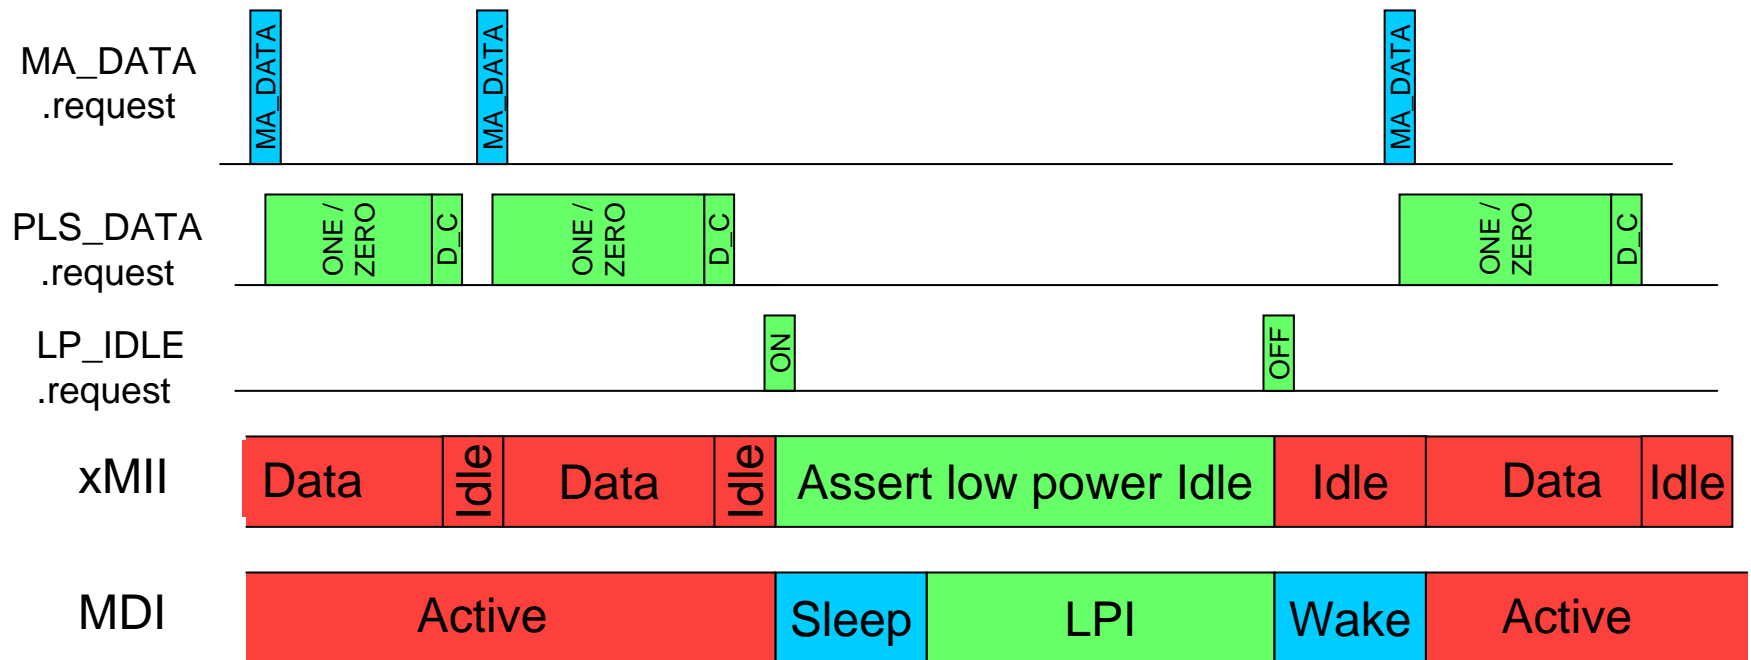 MA_DATA
.request
MA_DATA
MA_DATA
MA_DATA
PLS_DATA
.request
ONE /
ZERO
D_C
ONE /
ZERO
D_C
ONE /
ZERO
D_C
LP_IDLE
.request
ON
OFF
xMII
Data
Idle
Data
Idle
Assert low power Idle
Idle
Data
Idle
MDI
Active
Sleep
LPI
Wake
Active